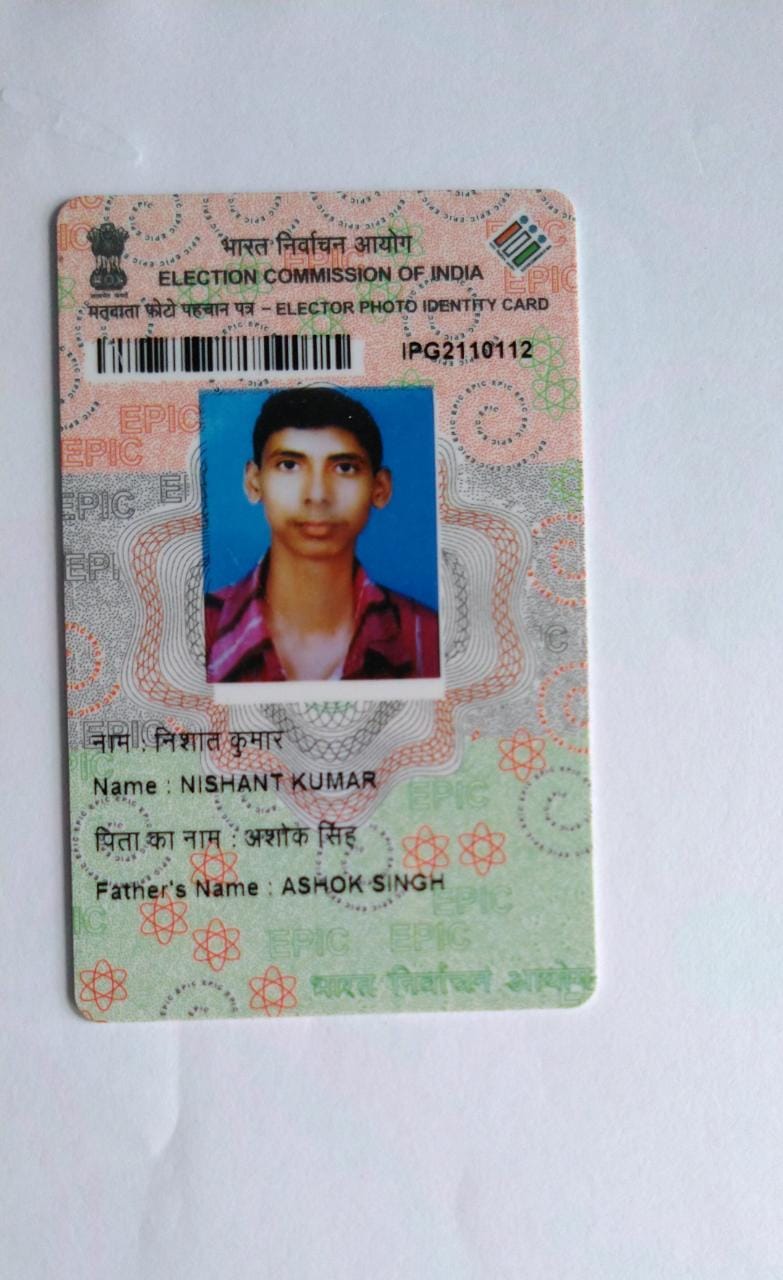 भारत निर्वाचन आयोग
ELECTION COMMISSION OF INDIA
मतदाता फोटो पहचान पत्र – ELECTOR PHOTO IDENTITY CARD
IPG2110112
नाम : निशांत कुमार
Name : NISHANT KUMAR
पिता का नाम : अशोक सिंह
Father's Name : ASHOK SINGH
भारत निर्वाचन आयोग